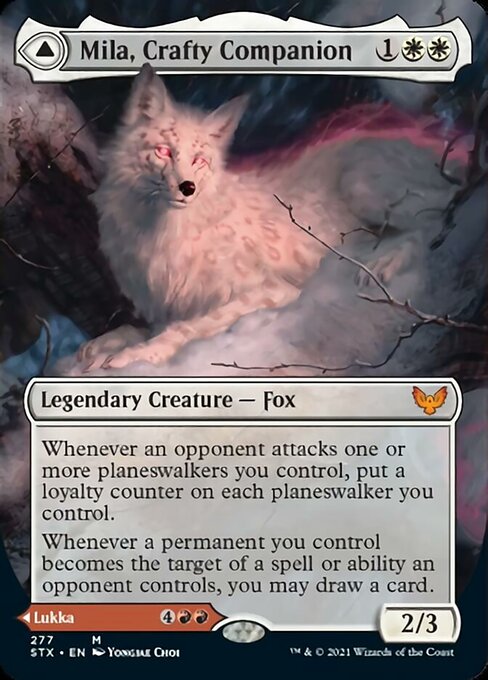 Mila, Crafty Companion 1
Legendary Creature — Fox
Whenever an opponent attacks one or
more planeswalkers you control, put a
loyalty counter on each planeswalker you
control.
Whenever a permanent you control
becomes the target of a spell or ability an
opponent controls, you may draw a card.
Lukka 4
2/3
277 M
STX • EN Yongjae Choi
™ & © 2021 Wizards of the Coast